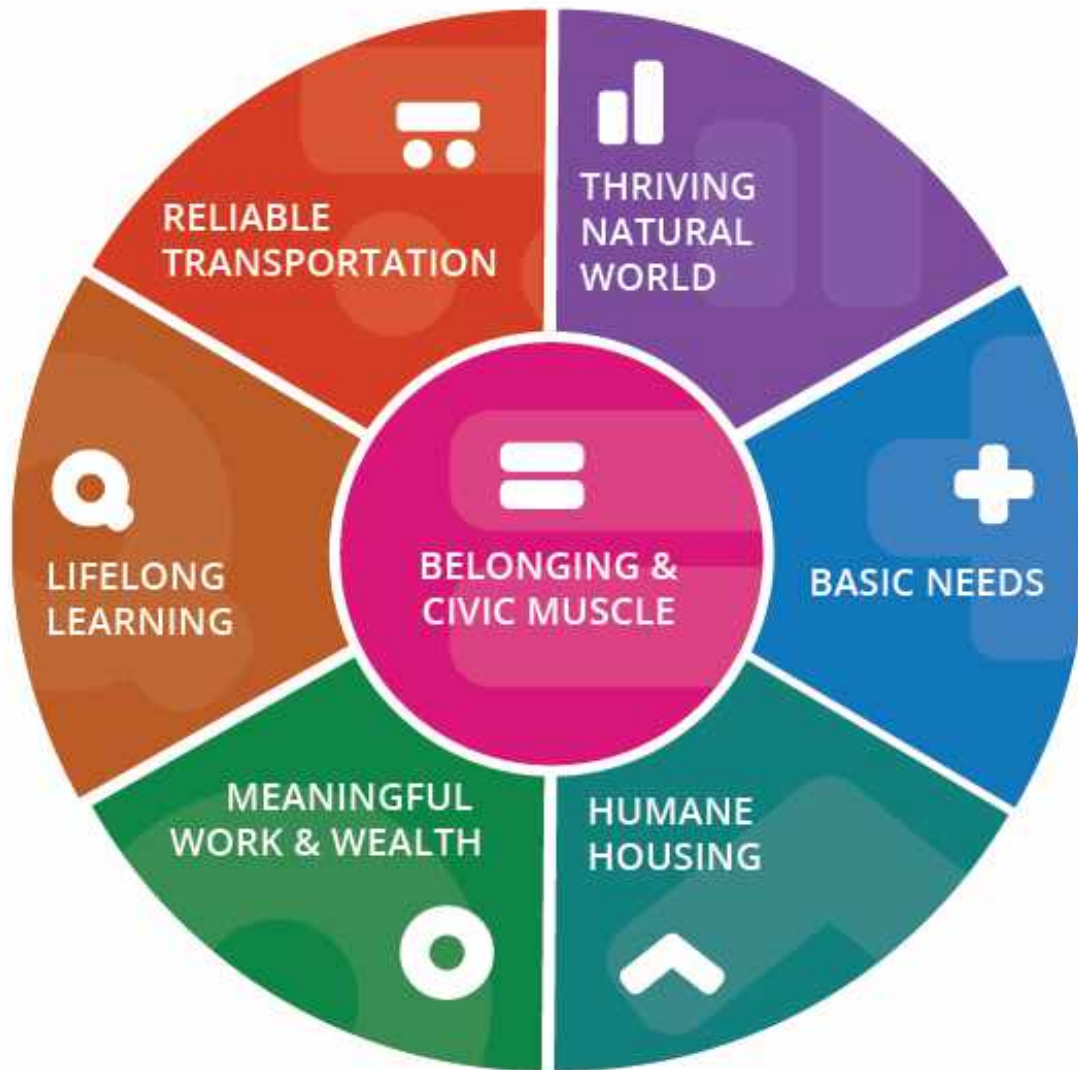 RELIABLE
TRANSPORTATION
THRIVING
NATURAL
WORLD
LIFELONG
LEARNING
BELONGING &
CIVIC MUSCLE
BASIC NEEDS
MEANINGFUL
WORK & WEALTH
HUMANE
HOUSING